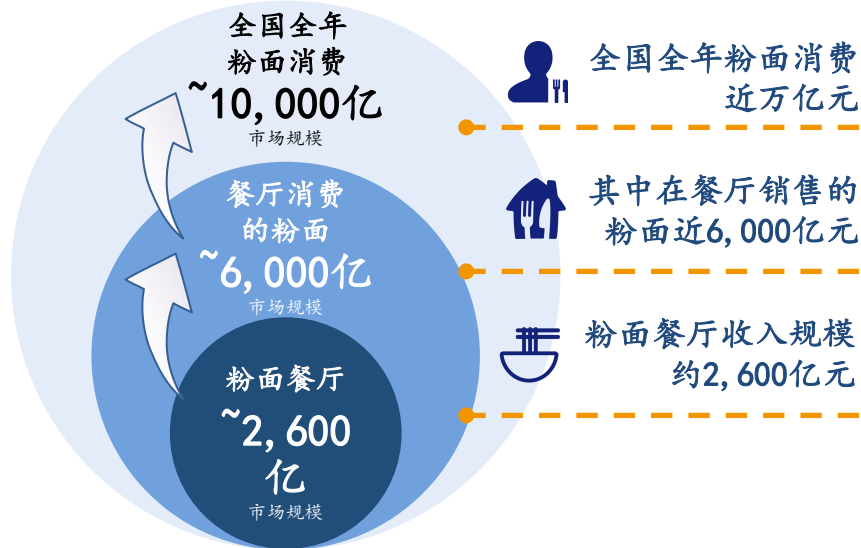 全国全年
粉面消费
~10,000亿
市场规模
餐厅消费
的粉面
~6,000亿
市场规模
粉面餐厅
~2,600
亿
市场规模
全国全年粉面消费
近万亿元
其中在餐厅销售的
粉面近6,000亿元
粉面餐厅收入规模
约2,600亿元